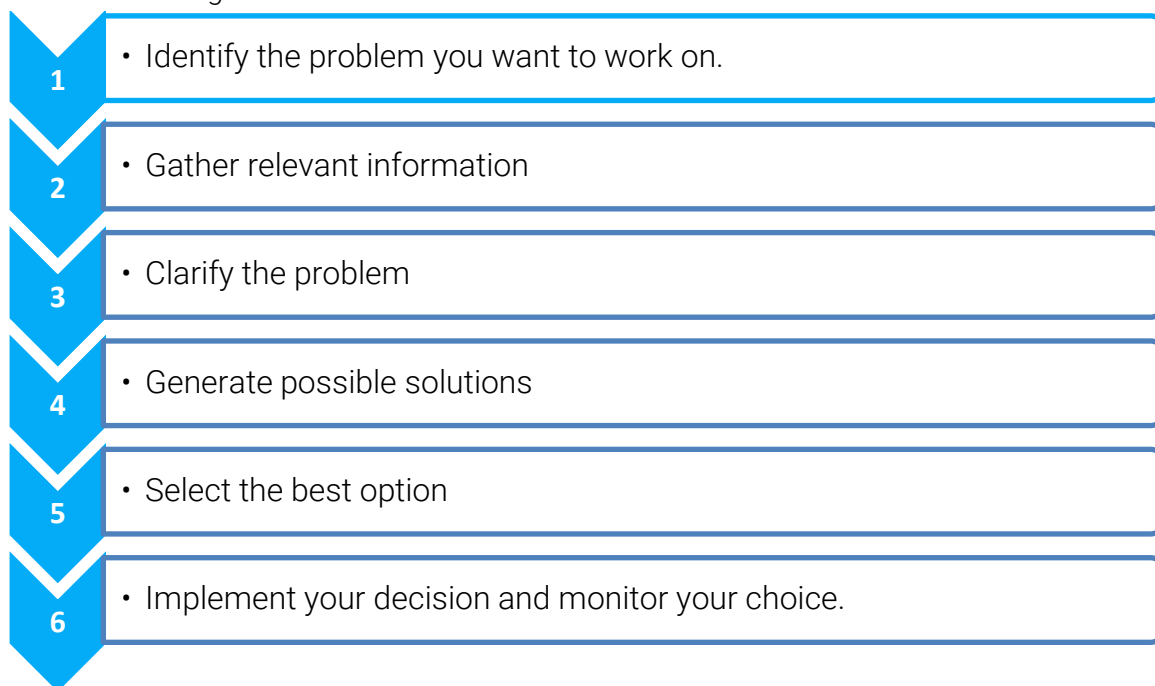 1
• Identify the problem you want to work on.
2
• Gather relevant information
3
• Clarify the problem
4
• Generate possible solutions
5
• Select the best option
6
• Implement your decision and monitor your choice.